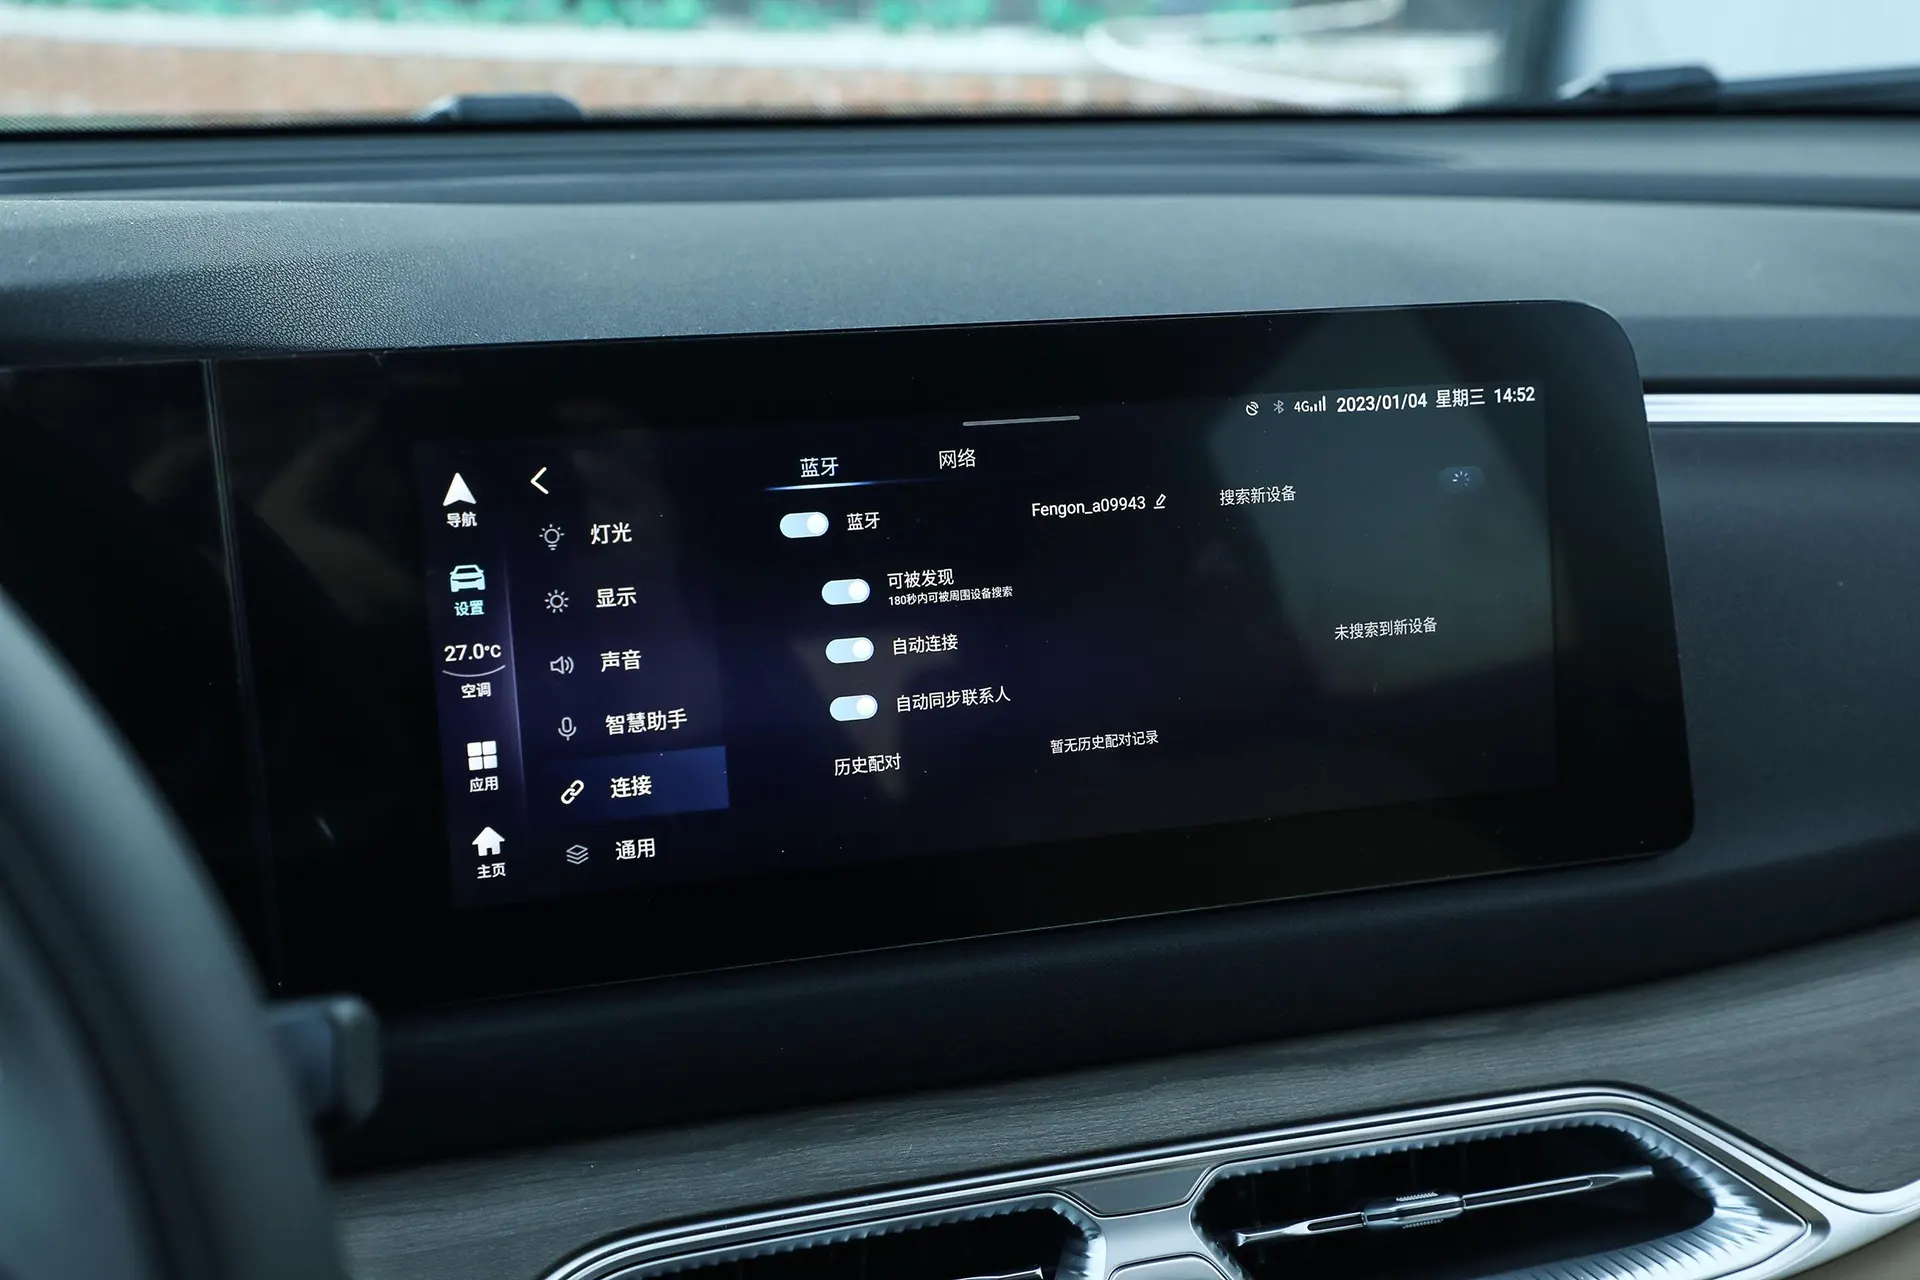 4G 2023/01/04 星期三 14:52
导航
设置
27.0°C
空调
应用
主页
灯光
显示
声音
智慧助手
连接
通用
蓝牙 网络
蓝牙 Fengon_a09943
可被发现
180秒内可被周围设备搜索
自动连接
自动同步联系人
历史配对
暂无历史配对记录
搜索新设备
未搜索到新设备